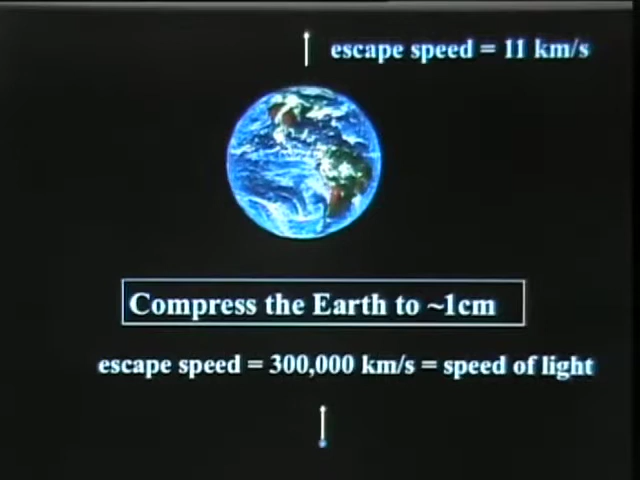 escape speed = 11 km/s
Compress the Earth to ~1cm
escape speed = 300,000 km/s = speed of light